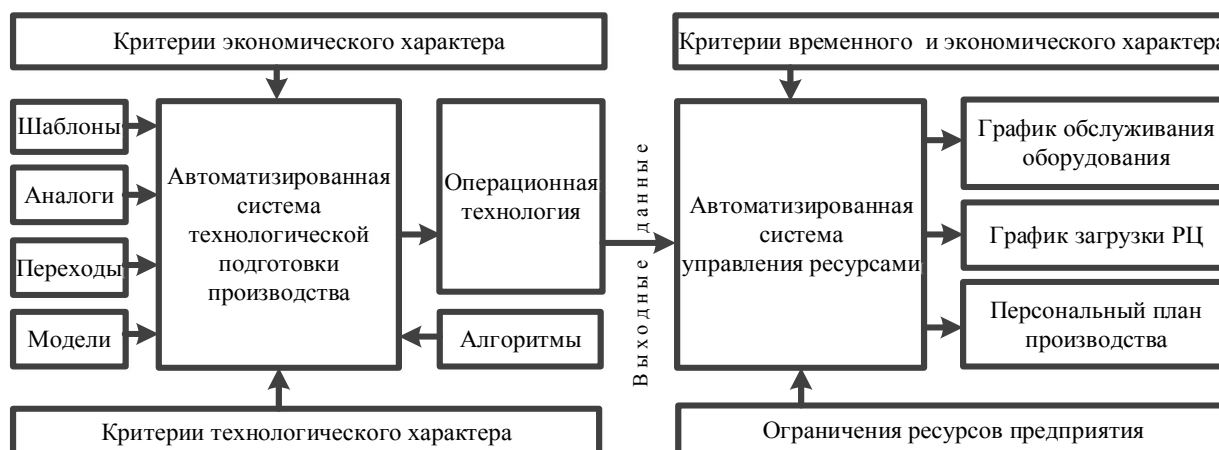 Критерии экономического характера
Критерии временного и экономического характера
Шаблоны
Аналоги
Переходы
Модели
Автоматизированная
система
технологической
подготовки
производства
Операционная
технология
Алгоритмы
Критерии технологического характера
Выходные данные
Автоматизированная
система
управления ресурсами
График обслуживания
оборудования
График загрузки РЦ
Персональный план
производства
Ограничения ресурсов предприятия